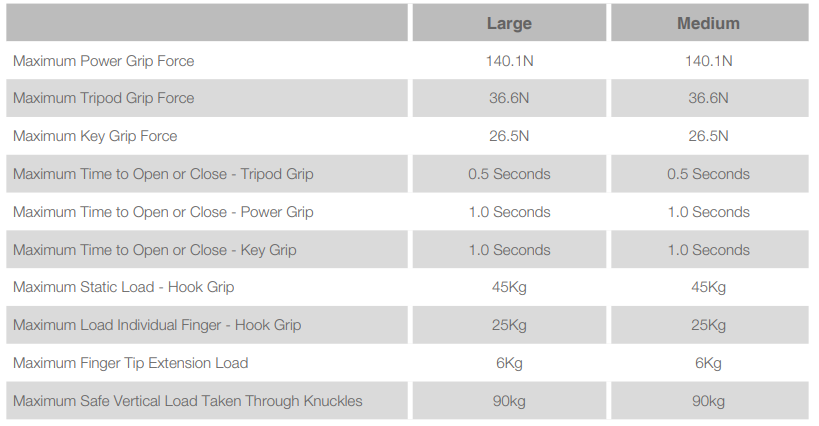 Large Medium
Maximum Power Grip Force 140.1N 140.1N
Maximum Tripod Grip Force 36.6N 36.6N
Maximum Key Grip Force 26.5N 26.5N
Maximum Time to Open or Close - Tripod Grip 0.5 Seconds 0.5 Seconds
Maximum Time to Open or Close - Power Grip 1.0 Seconds 1.0 Seconds
Maximum Time to Open or Close - Key Grip 1.0 Seconds 1.0 Seconds
Maximum Static Load - Hook Grip 45Kg 45Kg
Maximum Load Individual Finger - Hook Grip 25Kg 25Kg
Maximum Finger Tip Extension Load 6Kg 6Kg
Maximum Safe Vertical Load Taken Through Knuckles 90kg 90kg